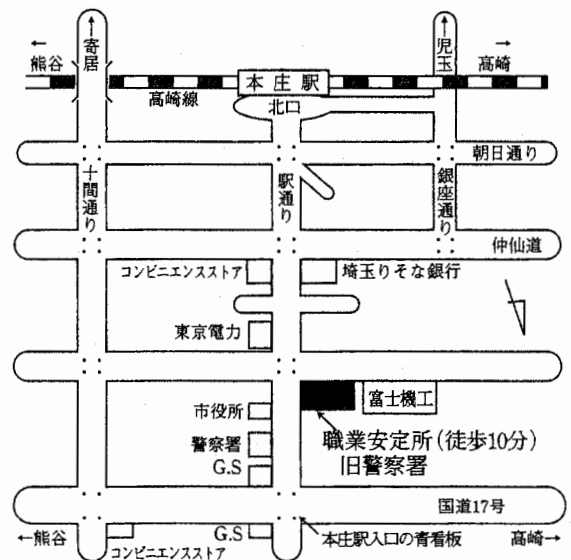 ←
熊谷
↑
寄居
↑
児玉
→
高崎
本庄駅
高崎線
北口
朝日通り
十間通り
駅通り
銀座通り
仲仙道
コンビニエンスストア
埼玉りそな銀行
東京電力
富士機工
市役所
職業安定所(徒歩10分)
旧警察署
警察署
G.S
国道17号
←熊谷
G.S
本庄駅入口の青看板
高崎→
コンビニエンスストア